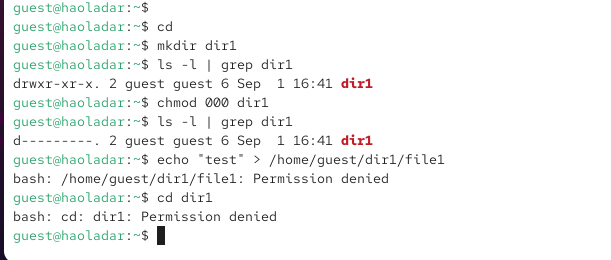 guest@haoladar:~$
guest@haoladar:~$ cd
guest@haoladar:~$ mkdir dir1
guest@haoladar:~$ ls -l | grep dir1
drwxr-xr-x. 2 guest guest 6 Sep  1 16:41 dir1
guest@haoladar:~$ chmod 000 dir1
guest@haoladar:~$ ls -l | grep dir1
d---------. 2 guest guest 6 Sep  1 16:41 dir1
guest@haoladar:~$ echo "test" > /home/guest/dir1/file1
bash: /home/guest/dir1/file1: Permission denied
guest@haoladar:~$ cd dir1
bash: cd: dir1: Permission denied
guest@haoladar:~$